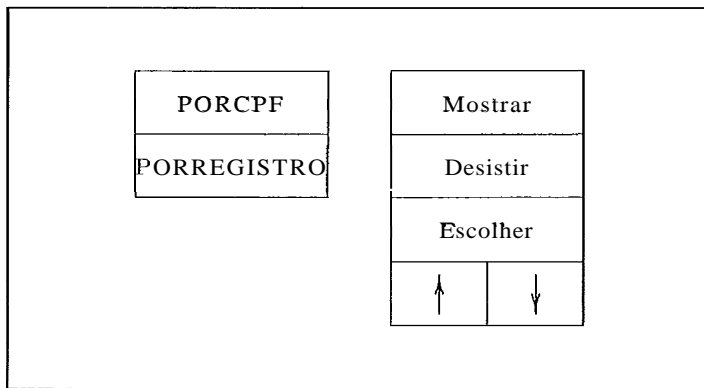 PORCPF
PORREGISTRO
Mostrar
Desistir
Escolher
↑ ↓